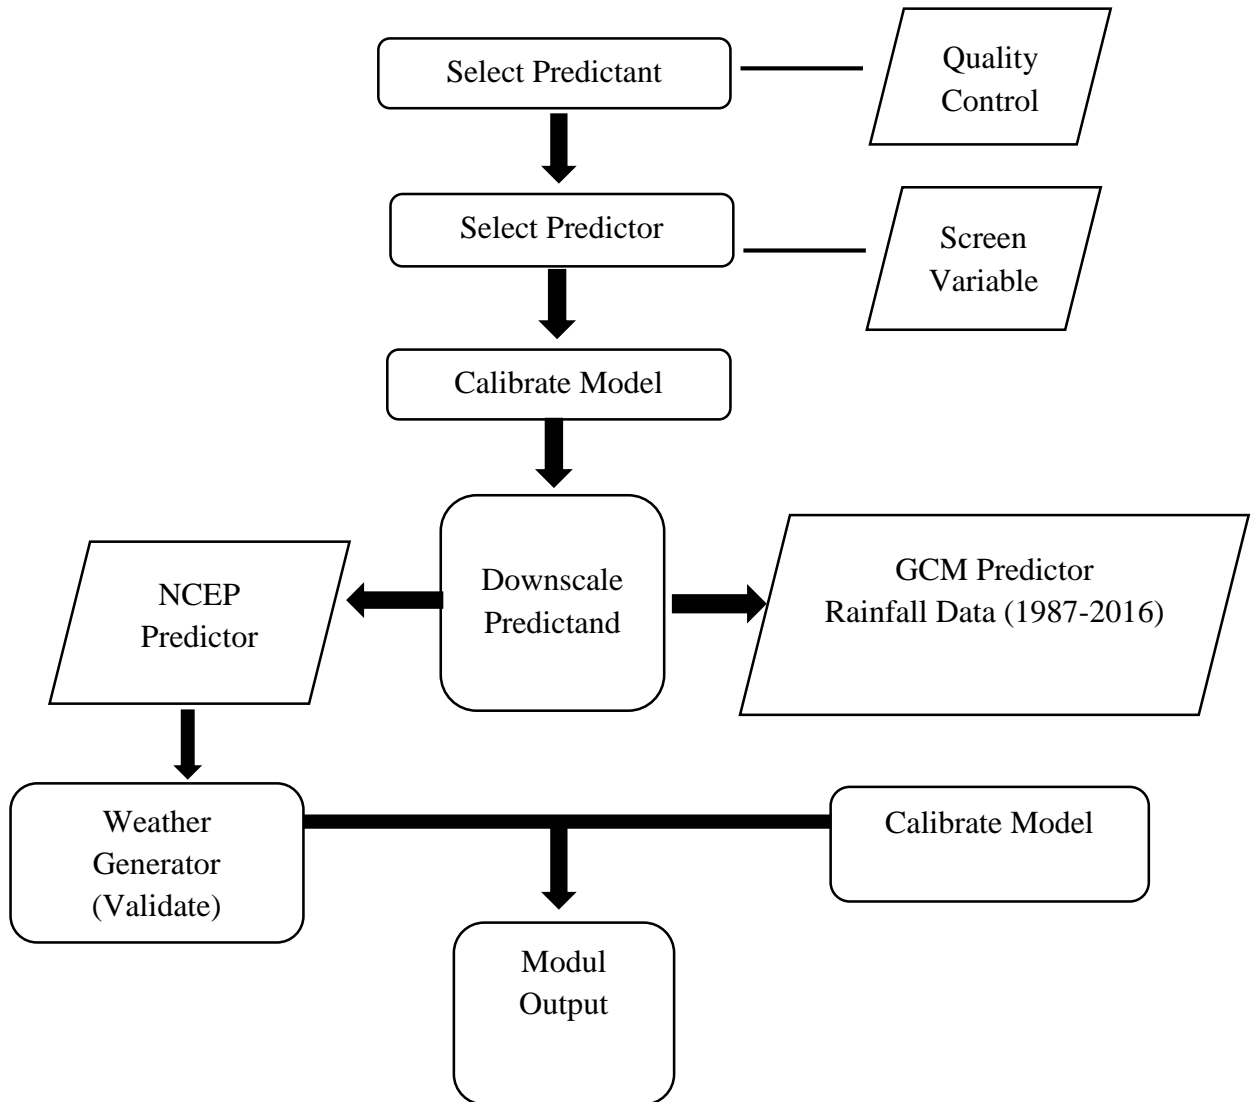 Select Predictant
Quality
Control
Select Predictor
Screen
Variable
Calibrate Model
Downscale
Predictand
NCEP
Predictor
GCM Predictor
Rainfall Data (1987-2016)
Weather
Generator
(Validate)
Calibrate Model
Modul
Output